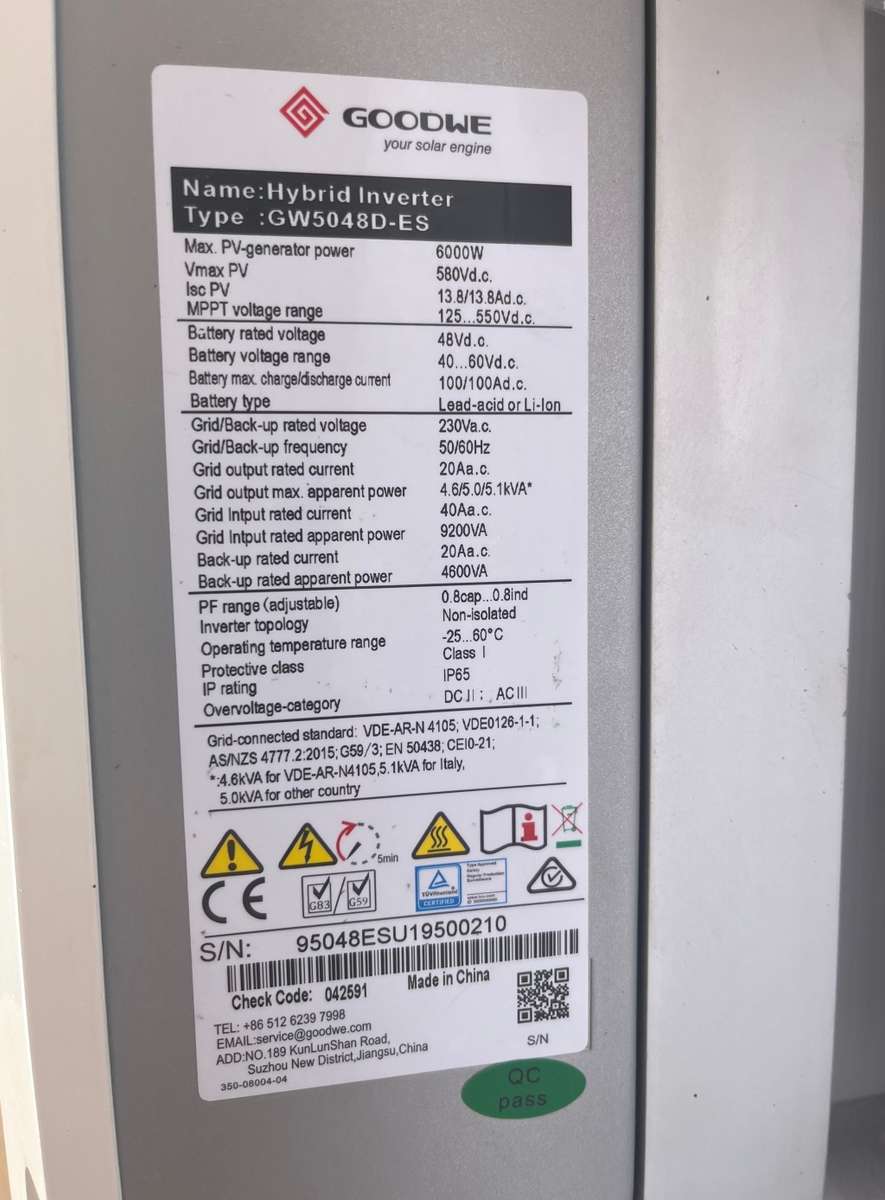 GOODWE
your solar engine
Name:Hybrid Inverter
Type :GW5048D-ES
Max. PV-generator power 6000W
Vmax PV 580Vd.c.
Isc PV 13.8/13.8Ad.c.
MPPT voltage range 125...550Vd.c.
Battery rated voltage 48Vd.c.
Battery voltage range 40...60Vd.c.
Battery max. charge/discharge current 100/100Ad.c.
Battery type Lead-acid or Li-Ion
Grid/Back-up rated voltage 230Va.c.
Grid/Back-up frequency 50/60Hz
Grid output rated current 20Aa.c.
Grid output max. apparent power 4.6/5.0/5.1kVA*
Grid Intput rated current 40Aa.c.
Grid Intput rated apparent power 9200VA
Back-up rated current 20Aa.c.
Back-up rated apparent power 4600VA
PF range (adjustable) 0.8cap...0.8ind
Inverter topology Non-isolated
Operating temperature range -25...60°C
Protective class Class I
IP rating IP65
Overvoltage-category DC II ; AC III
Grid-connected standard: VDE-AR-N 4105; VDE0126-1-1;
AS/NZS 4777.2:2015; G59/3; EN 50438; CEI0-21;
*:4.6kVA for VDE-AR-N4105,5.1kVA for Italy,
5.0kVA for other country
5min
CE
G83 / G59
TÜVRheinland
CERTIFIED
Type Approved
Safety
Regular Production
Surveillance
S/N: 95048ESU19500210
Check Code: 042591 Made in China
TEL: +86 512 6239 7998
EMAIL:service@goodwe.com
ADD:NO.189 KunLunShan Road,
Suzhou New District,Jiangsu,China
350-08004-04
S/N
QC
pass